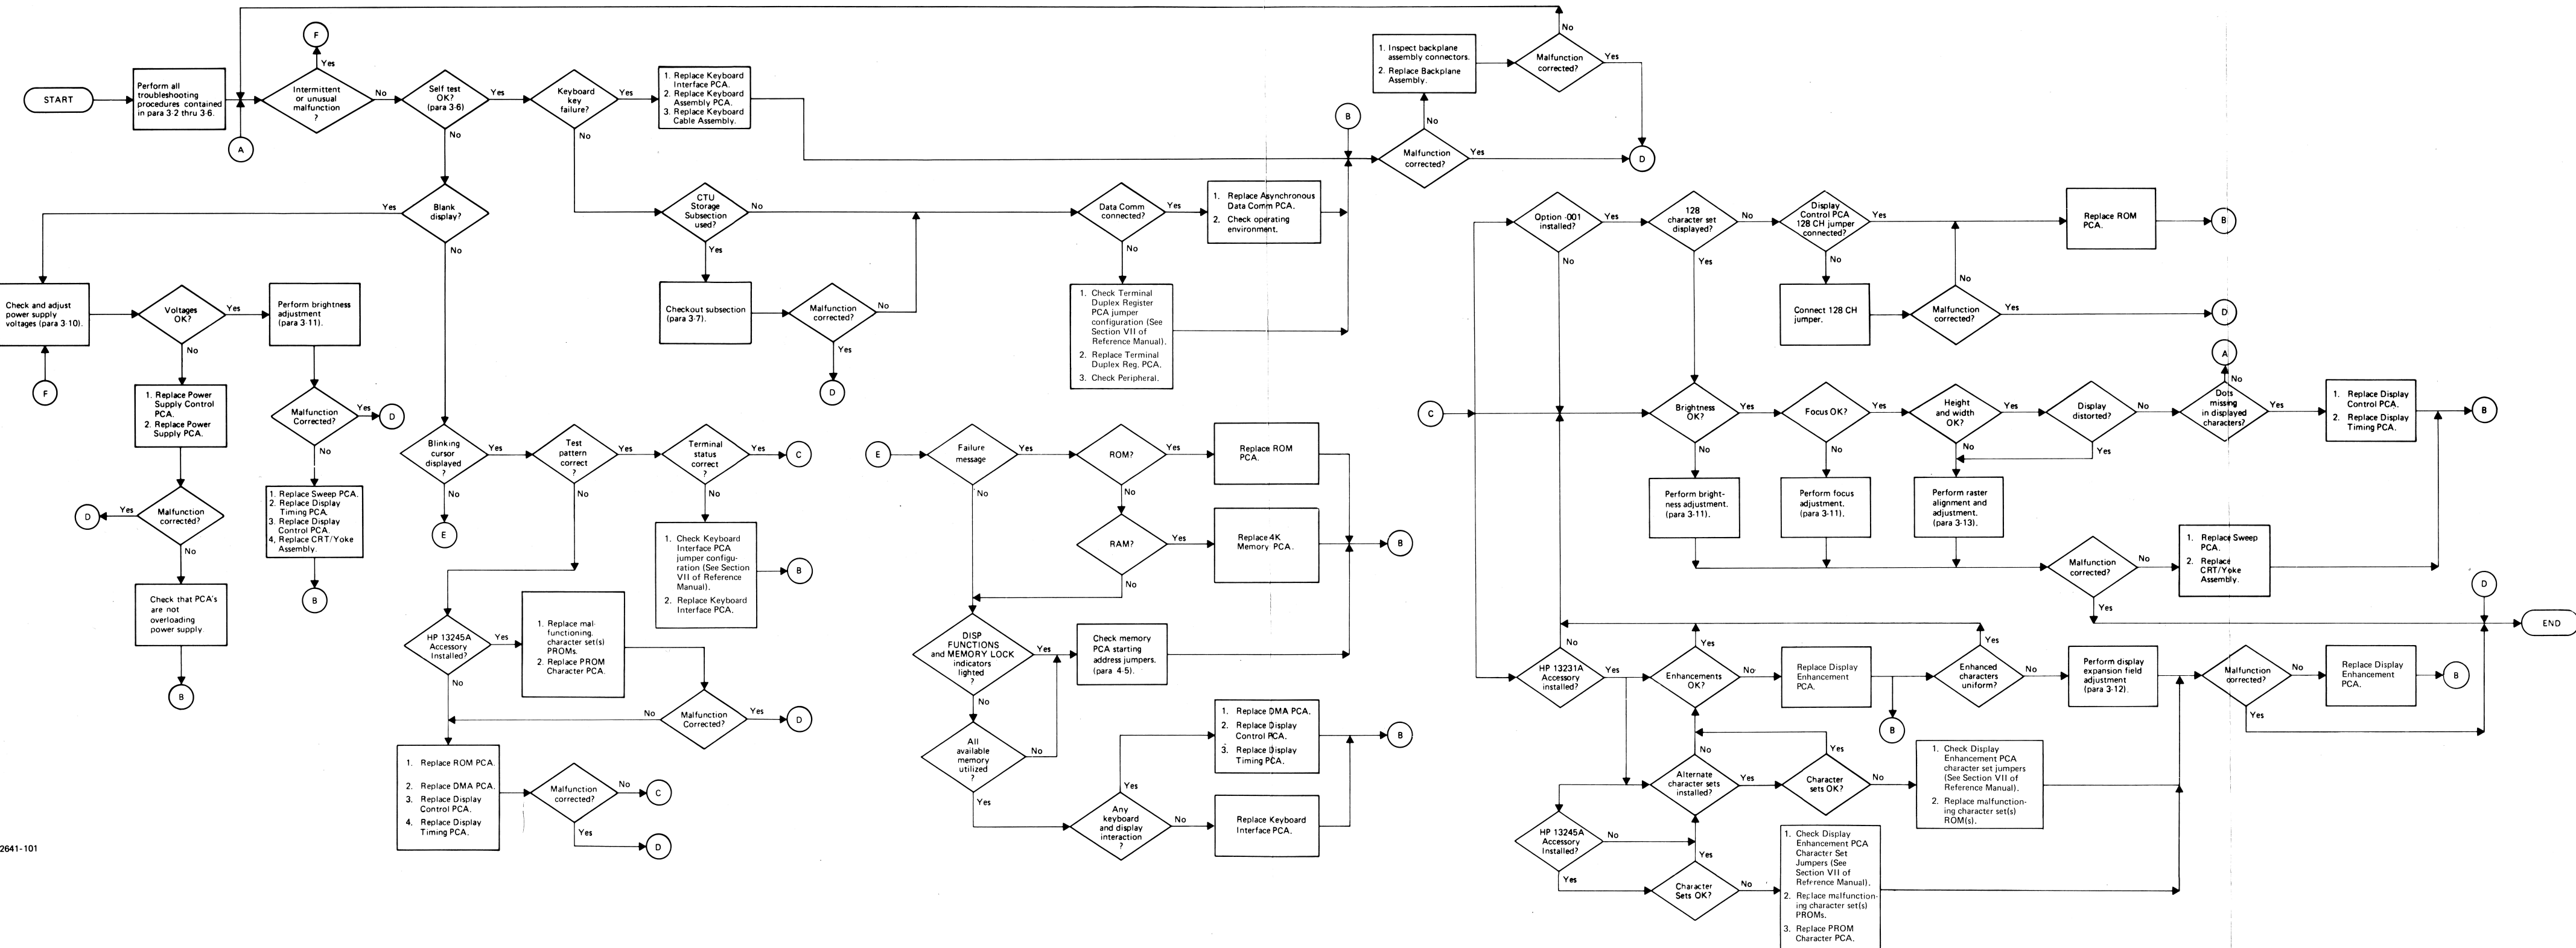 START
Perform all
troubleshooting
procedures contained
in para 3-2 thru 3-6.
A
F
Yes
Intermittent
or unusual
malfunction
?
No
Self test
OK?
(para 3-6)
Yes
No
Keyboard
key
failure?
Yes
No
1. Replace Keyboard
Interface PCA.
2. Replace Keyboard
Assembly PCA.
3. Replace Keyboard
Cable Assembly.
B
1. Inspect backplane
assembly connectors.
2. Replace Backplane
Assembly.
No
Malfunction
corrected?
Yes
No
Malfunction
corrected?
Yes
D
Yes
Blank
display?
No
CTU
Storage
Subsection
used?
No
Yes
Checkout subsection
(para 3-7).
Malfunction
corrected?
No
Yes
D
Data Comm
connected?
Yes
No
1. Replace Asynchronous
Data Comm PCA.
2. Check operating
environment.
1. Check Terminal
Duplex Register
PCA jumper
configuration (See
Section VII of
Reference Manual).
2. Replace Terminal
Duplex Reg. PCA.
3. Check Peripheral.
Check and adjust
power supply
voltages (para 3-10).
F
Voltages
OK?
Yes
No
Perform brightness
adjustment
(para 3-11).
1. Replace Power
Supply Control
PCA.
2. Replace Power
Supply PCA.
Malfunction
Corrected?
Yes
D
No
D
Yes
Malfunction
corrected?
No
1. Replace Sweep PCA.
2. Replace Display
Timing PCA.
3. Replace Display
Control PCA.
4, Replace CRT/Yoke
Assembly.
B
Check that PCA's
are not
overloading
power supply.
B
Blinking
cursor
displayed
?
Yes
No
E
Test
pattern
correct
?
Yes
No
Terminal
status
correct
?
Yes
C
No
1. Check Keyboard
Interface PCA
jumper configu-
ration (See Section
VII of Reference
Manual).
2. Replace Keyboard
Interface PCA.
B
HP 13245A
Accessory
Installed?
Yes
No
1. Replace mal-
functioning,
character set(s)
PROMs.
2. Replace PROM
Character PCA.
No
Malfunction
Corrected?
Yes
D
1. Replace ROM PCA.
2. Replace DMA PCA.
3. Replace Display
Control PCA.
4. Replace Display
Timing PCA.
Malfunction
corrected?
No
C
Yes
D
2641-101
E
Failure
message
Yes
No
ROM?
Yes
No
Replace ROM
PCA.
RAM?
Yes
No
Replace 4K
Memory PCA.
B
DISP
FUNCTIONS
and MEMORY LOCK
indicators
lighted
?
Yes
No
Check memory
PCA starting
address jumpers.
(para 4-5).
All
available
memory
utilized
?
No
Yes
1. Replace DMA PCA.
2. Replace Display
Control PCA.
3. Replace Display
Timing PCA.
B
Yes
Any
keyboard
and display
interaction
?
No
Replace Keyboard
Interface PCA.
Option -001
installed?
Yes
No
128
character set
displayed?
No
Yes
Display
Control PCA
128 CH jumper
connected?
Yes
No
Replace ROM
PCA.
B
Connect 128 CH
jumper.
No
Malfunction
corrected?
Yes
D
C
Brightness
OK?
Yes
No
Focus OK?
Yes
No
Height
and width
OK?
Yes
No
Display
distorted?
No
Yes
A
No
Dots
missing
in displayed
characters?
Yes
1. Replace Display
Control PCA.
2. Replace Display
Timing PCA.
B
Perform bright-
ness adjustment.
(para 3-11).
Perform focus
adjustment.
(para 3-11).
Perform raster
alignment and
adjustment.
(para 3-13).
Malfunction
corrected?
No
Yes
1. Replace Sweep
PCA.
2. Replace
CRT/Yoke
Assembly.
D
END
No
HP 13231A
Accessory
installed?
Yes
Yes
Enhancements
OK?
No
Replace Display
Enhancement
PCA.
B
Yes
Enhanced
characters
uniform?
No
Perform display
expansion field
adjustment
(para 3-12).
Malfunction
corrected?
No
Yes
Replace Display
Enhancement
PCA.
B
No
Alternate
character sets
installed?
Yes
Yes
Character
sets OK?
No
1. Check Display
Enhancement PCA
character set jumpers
(See Section VII of
Reference Manual).
2. Replace malfunction-
ing character set(s)
ROM(s).
HP 13245A
Accessory
Installed?
No
Yes
Yes
Character
Sets OK?
No
1. Check Display
Enhancement PCA
Character Set
Jumpers (See
Section VII of
Reference Manual).
2. Replace malfunction-
ing character set(s)
PROMs.
3. Replace PROM
Character PCA.